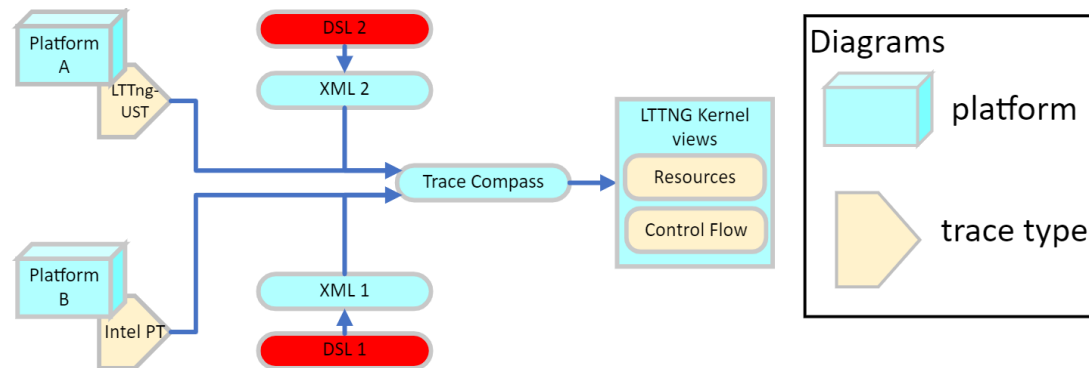 Platform
A
LTTng-
UST
DSL 2
XML 2
Trace Compass
LTTNG Kernel
views
Resources
Control Flow
Platform
B
Intel PT
XML 1
DSL 1
Diagrams
platform
trace type